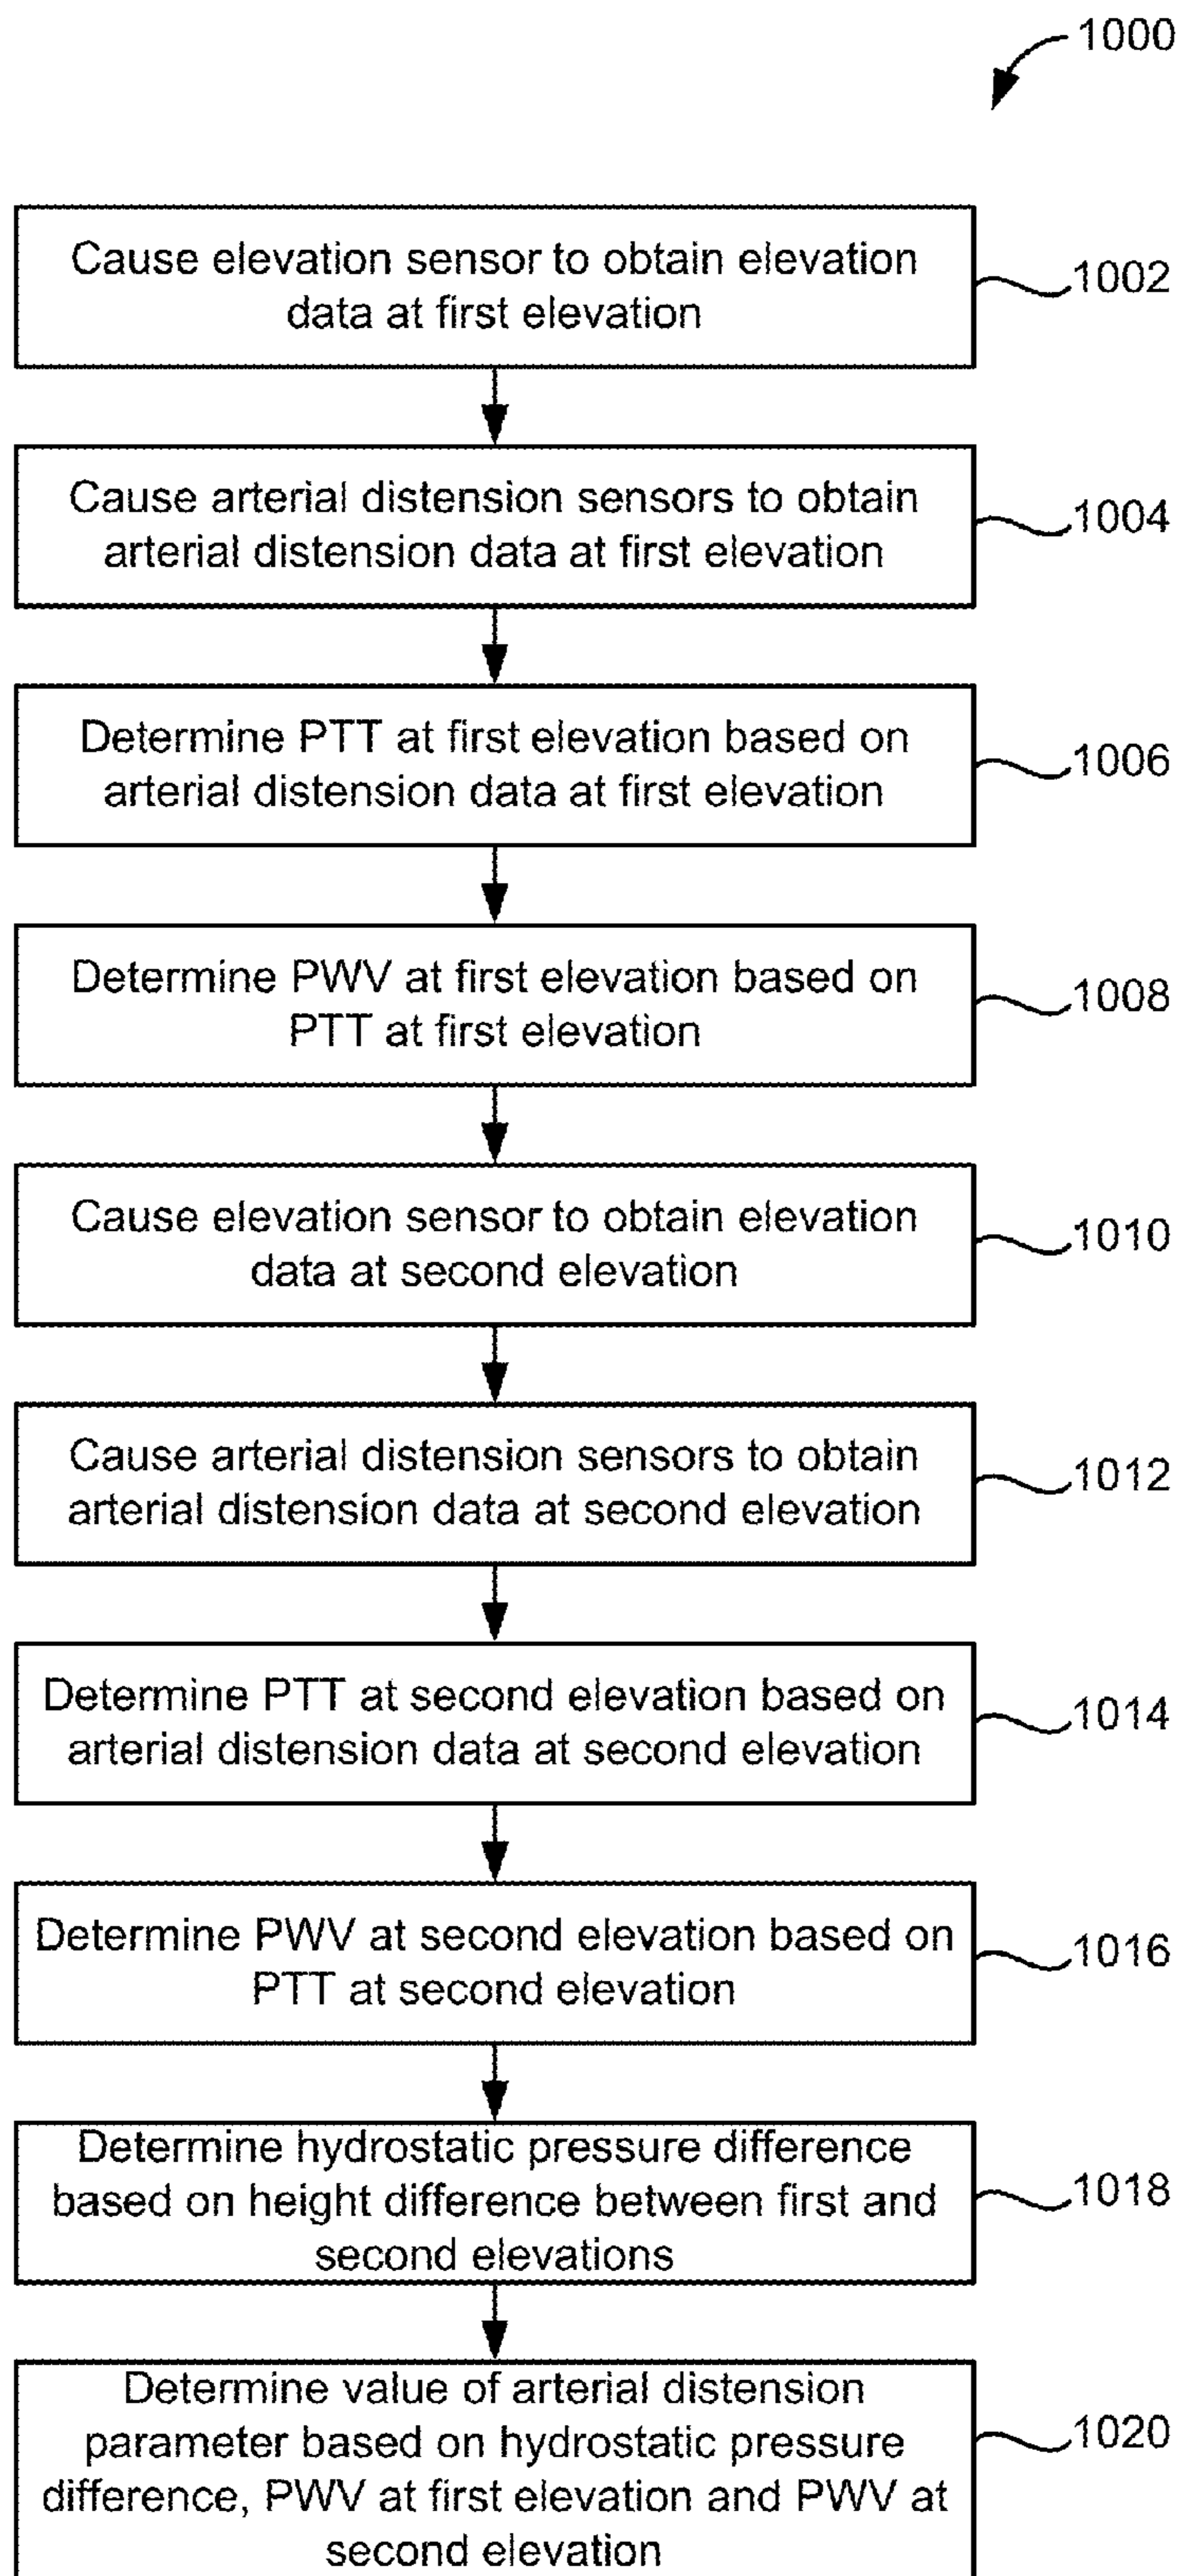 1000
Cause elevation sensor to obtain elevation
data at first elevation
1002
Cause arterial distension sensors to obtain
arterial distension data at first elevation
1004
Determine PTT at first elevation based on
arterial distension data at first elevation
1006
Determine PWV at first elevation based on
PTT at first elevation
1008
Cause elevation sensor to obtain elevation
data at second elevation
1010
Cause arterial distension sensors to obtain
arterial distension data at second elevation
1012
Determine PTT at second elevation based on
arterial distension data at second elevation
1014
Determine PWV at second elevation based on
PTT at second elevation
1016
Determine hydrostatic pressure difference
based on height difference between first and
second elevations
1018
Determine value of arterial distension
parameter based on hydrostatic pressure
difference, PWV at first elevation and PWV at
second elevation
1020